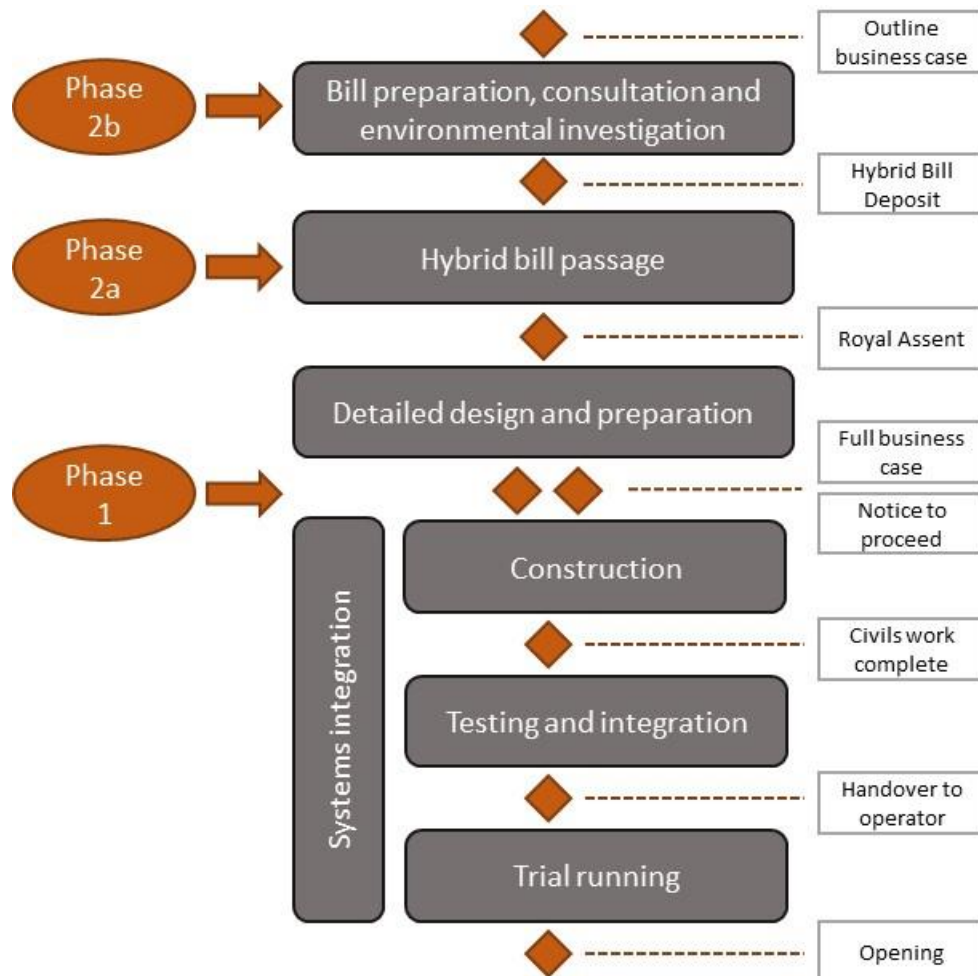 Outline
business case
Phase
2b
Bill preparation, consultation and
environmental investigation
Hybrid Bill
Deposit
Phase
2a
Hybrid bill passage
Royal Assent
Detailed design and preparation
Full business
case
Phase
1
Notice to
proceed
Systems integration
Construction
Civils work
complete
Testing and integration
Handover to
operator
Trial running
Opening